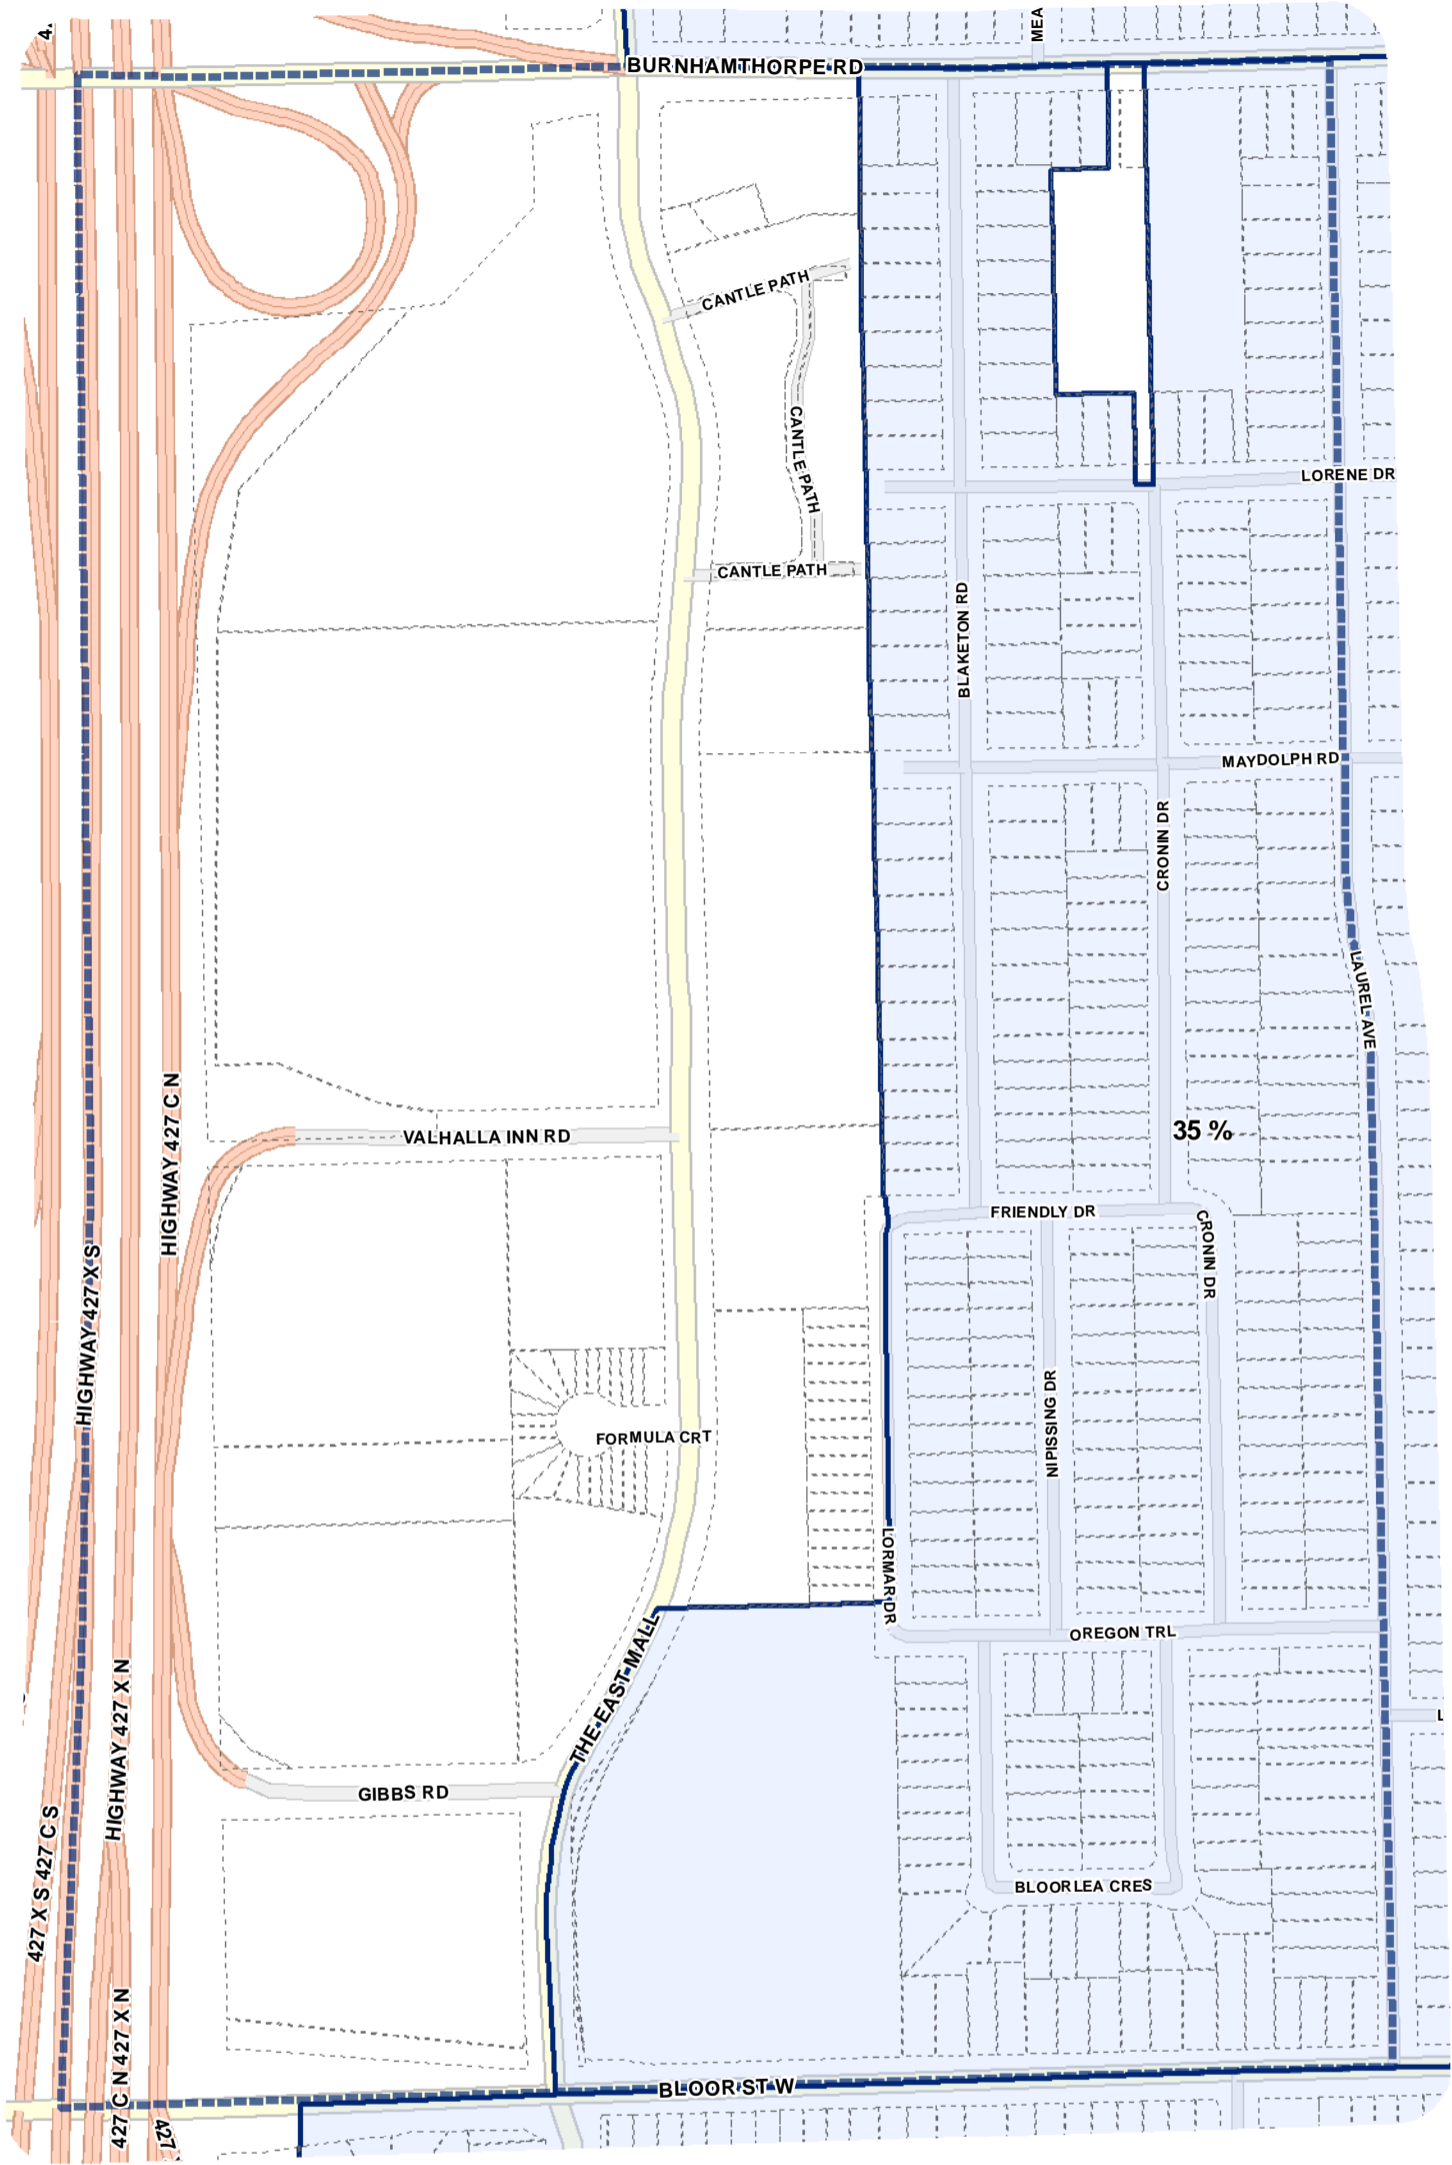 4.
MEA
BURNHAMTHORPE RD
CANTLE PATH
CANTLE PATH
LORENE DR
CANTLE PATH
BLAKETON RD
MAYDOLPH RD
CRONIN DR
LAUREL AVE
HIGHWAY 427 C N
35 %
VALHALLA INN RD
FRIENDLY DR
CRONIN DR
HIGHWAY 427 X S
NIPISSING DR
FORMULA CRT
LORMAR DR
THE EAST MALL
OREGON TRL
HIGHWAY 427 X N
L
GIBBS RD
427 X S 427 C S
BLOORLEA CRES
427 C N 427 X N
BLOOR ST W
427